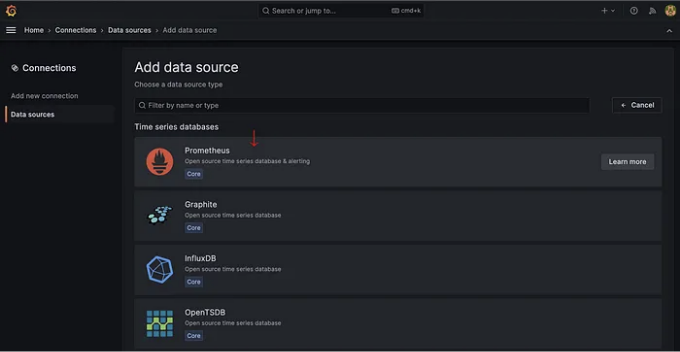 Search or jump to... cmd+k
Home › Connections › Data sources › Add data source
Connections
Add new connection
Data sources
Add data source
Choose a data source type
Filter by name or type
Cancel
Time series databases
Prometheus
Open source time series database & alerting
Core
Learn more
Graphite
Open source time series database
Core
InfluxDB
Open source time series database
Core
OpenTSDB
Open source time series database
Core